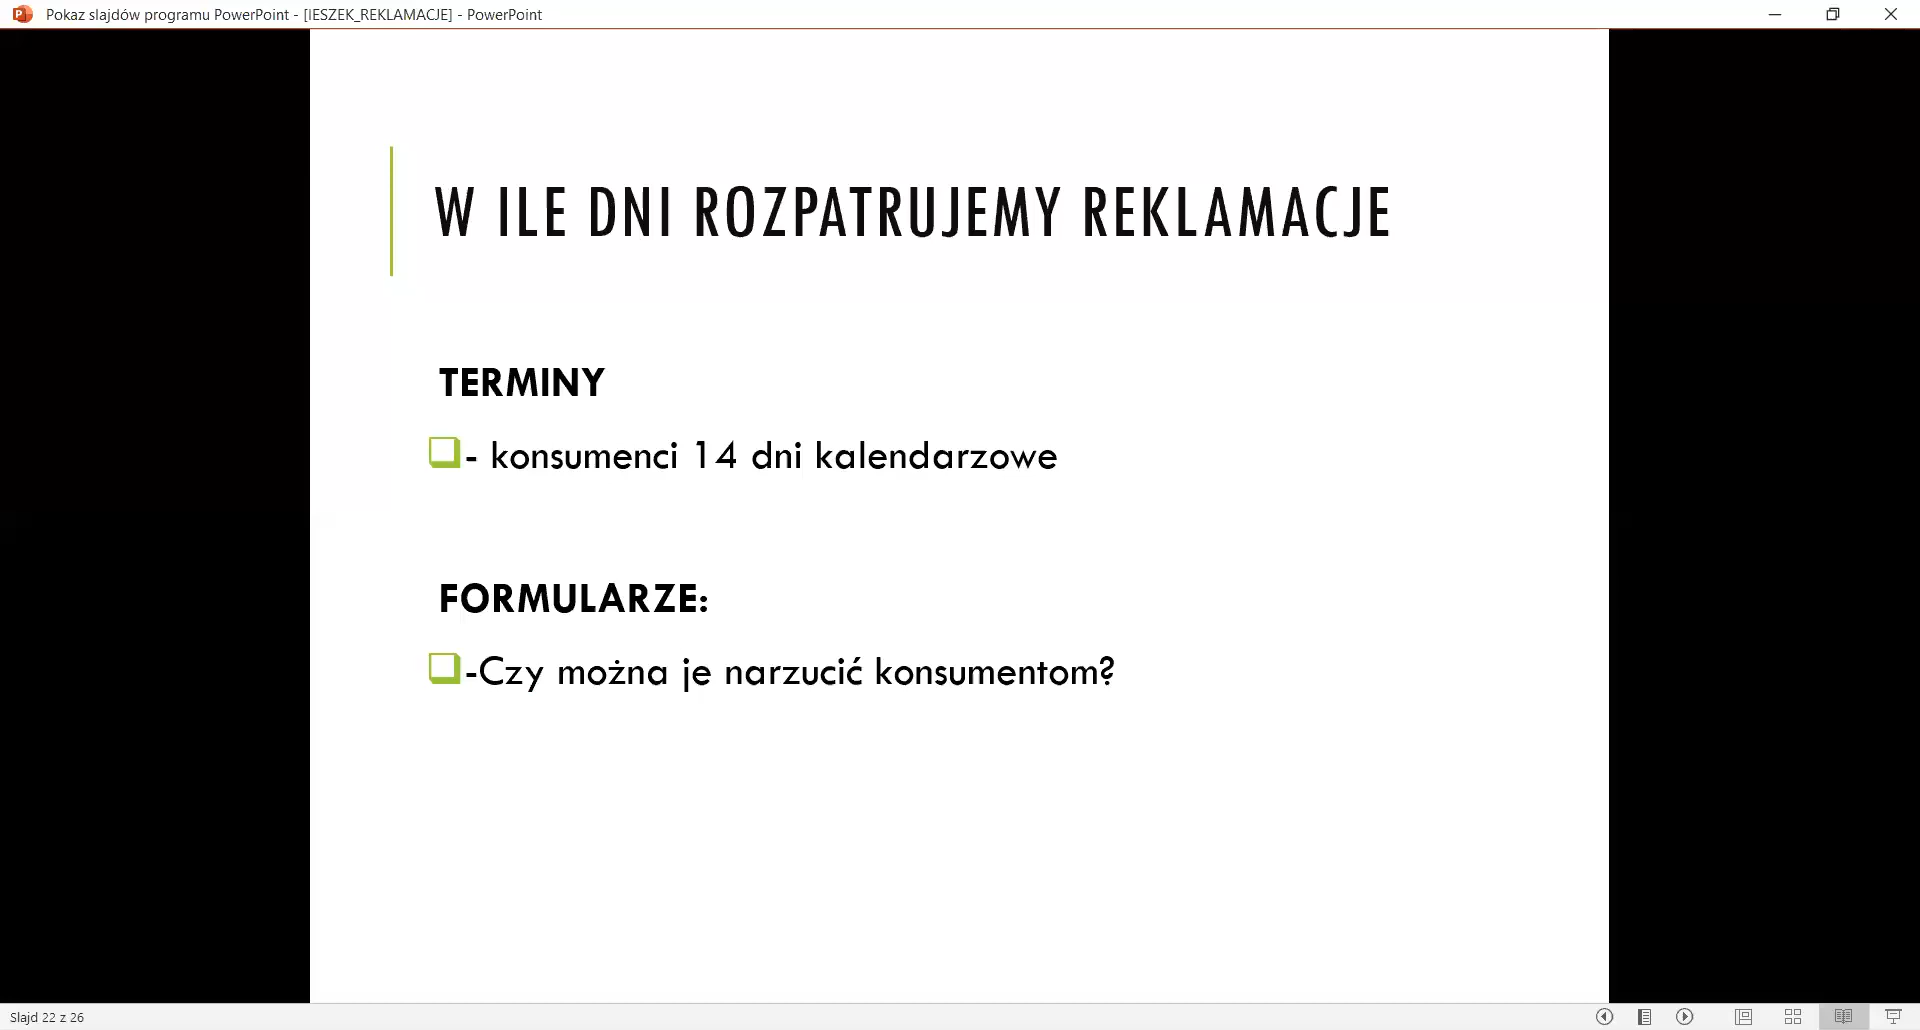 Pokaz slajdów programu PowerPoint - [IESZEK_REKLAMACJE] - PowerPoint
W ILE DNI ROZPATRUJEMY REKLAMACJE
TERMINY
- konsumenci 14 dni kalendarzowe
FORMULARZE:
-Czy można je narzucić konsumentom?
Slajd 22 z 26